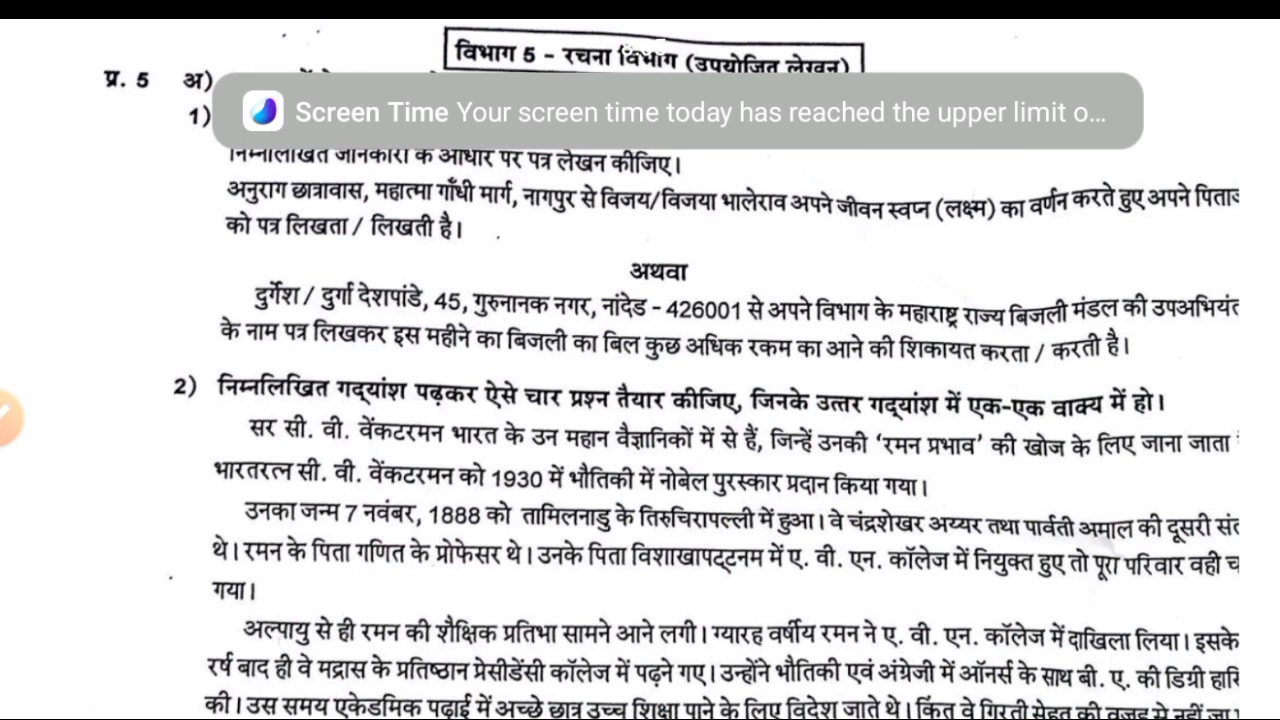 विभाग 5 - रचना विभाग (उपयोजित लेखन)
प्र. 5 अ)
1)
Screen Time Your screen time today has reached the upper limit o...
निम्नलिखित जानकारी के आधार पर पत्र लेखन कीजिए।
अनुराग छात्रावास, महात्मा गाँधी मार्ग, नागपुर से विजय/विजया भालेराव अपने जीवन स्वप्न (लक्ष्म) का वर्णन करते हुए अपने
को पत्र लिखता / लिखती है।
अथवा
दुर्गेश / दुर्गा देशपांडे, 45, गुरुनानक नगर, नांदेड - 426001 से अपने विभाग के महाराष्ट्र राज्य बिजली मंडल की
के नाम पत्र लिखकर इस महीने का बिजली का बिल कुछ अधिक रकम का आने की शिकायत करता / करती है।
2) निम्नलिखित गद्यांश पढ़कर ऐसे चार प्रश्न तैयार कीजिए, जिनके उत्तर गद्यांश में एक-एक वाक्य में हो।
सर सी. वी. वेंकटरमन भारत के उन महान वैज्ञानिकों में से हैं, जिन्हें उनकी ‘रमन प्रभाव’ की खोज के लिए जाना जाता
भारतरत्न सी. वी. वेंकटरमन को 1930 में भौतिकी में नोबेल पुरस्कार प्रदान किया गया।
उनका जन्म 7 नवंबर, 1888 को तामिलनाडु के तिरुचिरापल्ली में हुआ। वे चंद्रशेखर अय्यर तथा पार्वती अमाल की दूसरी
थे। रमन के पिता गणित के प्रोफेसर थे। उनके पिता विशाखापट्टनम में ए. वी. एन. कॉलेज में नियुक्त हुए तो पूरा परिवार वही च
गया।
अल्पायु से ही रमन की शैक्षिक प्रतिभा सामने आने लगी। ग्यारह वर्षीय रमन ने ए. वी. एन. कॉलेज में दाखिला लिया। इसके
बाद ही वे मद्रास के प्रतिष्ठान प्रेसीडेंसी कॉलेज में पढ़ने गए। उन्होंने भौतिकी एवं अंग्रेजी में ऑनर्स के साथ बी. ए. की डिग्री
की। उस समय एकेडमिक पढ़ाई में अच्छे छात्र उच्च शिक्षा पाने के लिए विदेश जाते थे। किंतु वे गिरती सेहत की वजह से नहीं